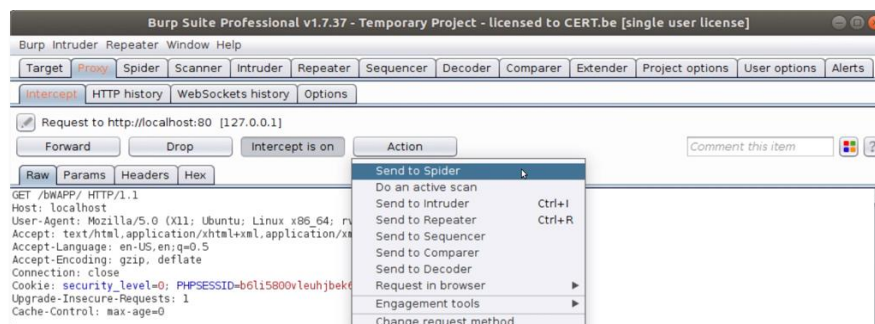 Burp Suite Professional v1.7.37 - Temporary Project - licensed to CERT.be [single user license]
Burp Intruder Repeater Window Help
Target Proxy Spider Scanner Intruder Repeater Sequencer Decoder Comparer Extender Project options User options Alerts
Intercept HTTP history WebSockets history Options
Request to http://localhost:80 [127.0.0.1]
Forward Drop Intercept is on Action Comment this item ?
Raw Params Headers Hex
Send to Spider
Do an active scan
Send to Intruder Ctrl+I
Send to Repeater Ctrl+R
Send to Sequencer
Send to Comparer
Send to Decoder
Request in browser
Engagement tools
Change request method
GET /bWAPP/ HTTP/1.1
Host: localhost
User-Agent: Mozilla/5.0 (X11; Ubuntu; Linux x86_64; rv
Accept: text/html,application/xhtml+xml,application/xm
Accept-Language: en-US,en;q=0.5
Accept-Encoding: gzip, deflate
Connection: close
Cookie: security_level=0; PHPSESSID=b6li5800vleuhjbek6
Upgrade-Insecure-Requests: 1
Cache-Control: max-age=0